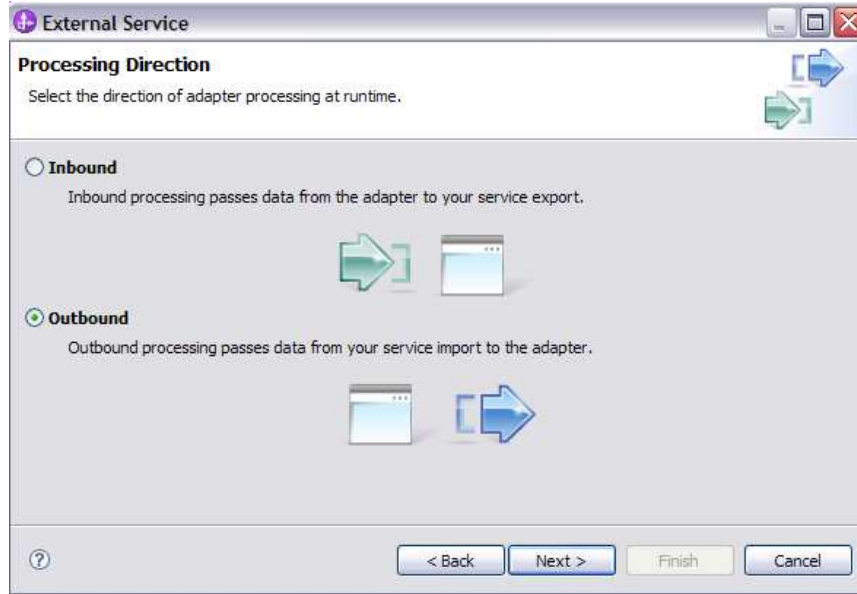 External Service
Processing Direction
Select the direction of adapter processing at runtime.
Inbound
Inbound processing passes data from the adapter to your service export.
Outbound
Outbound processing passes data from your service import to the adapter.
? < Back Next > Finish Cancel